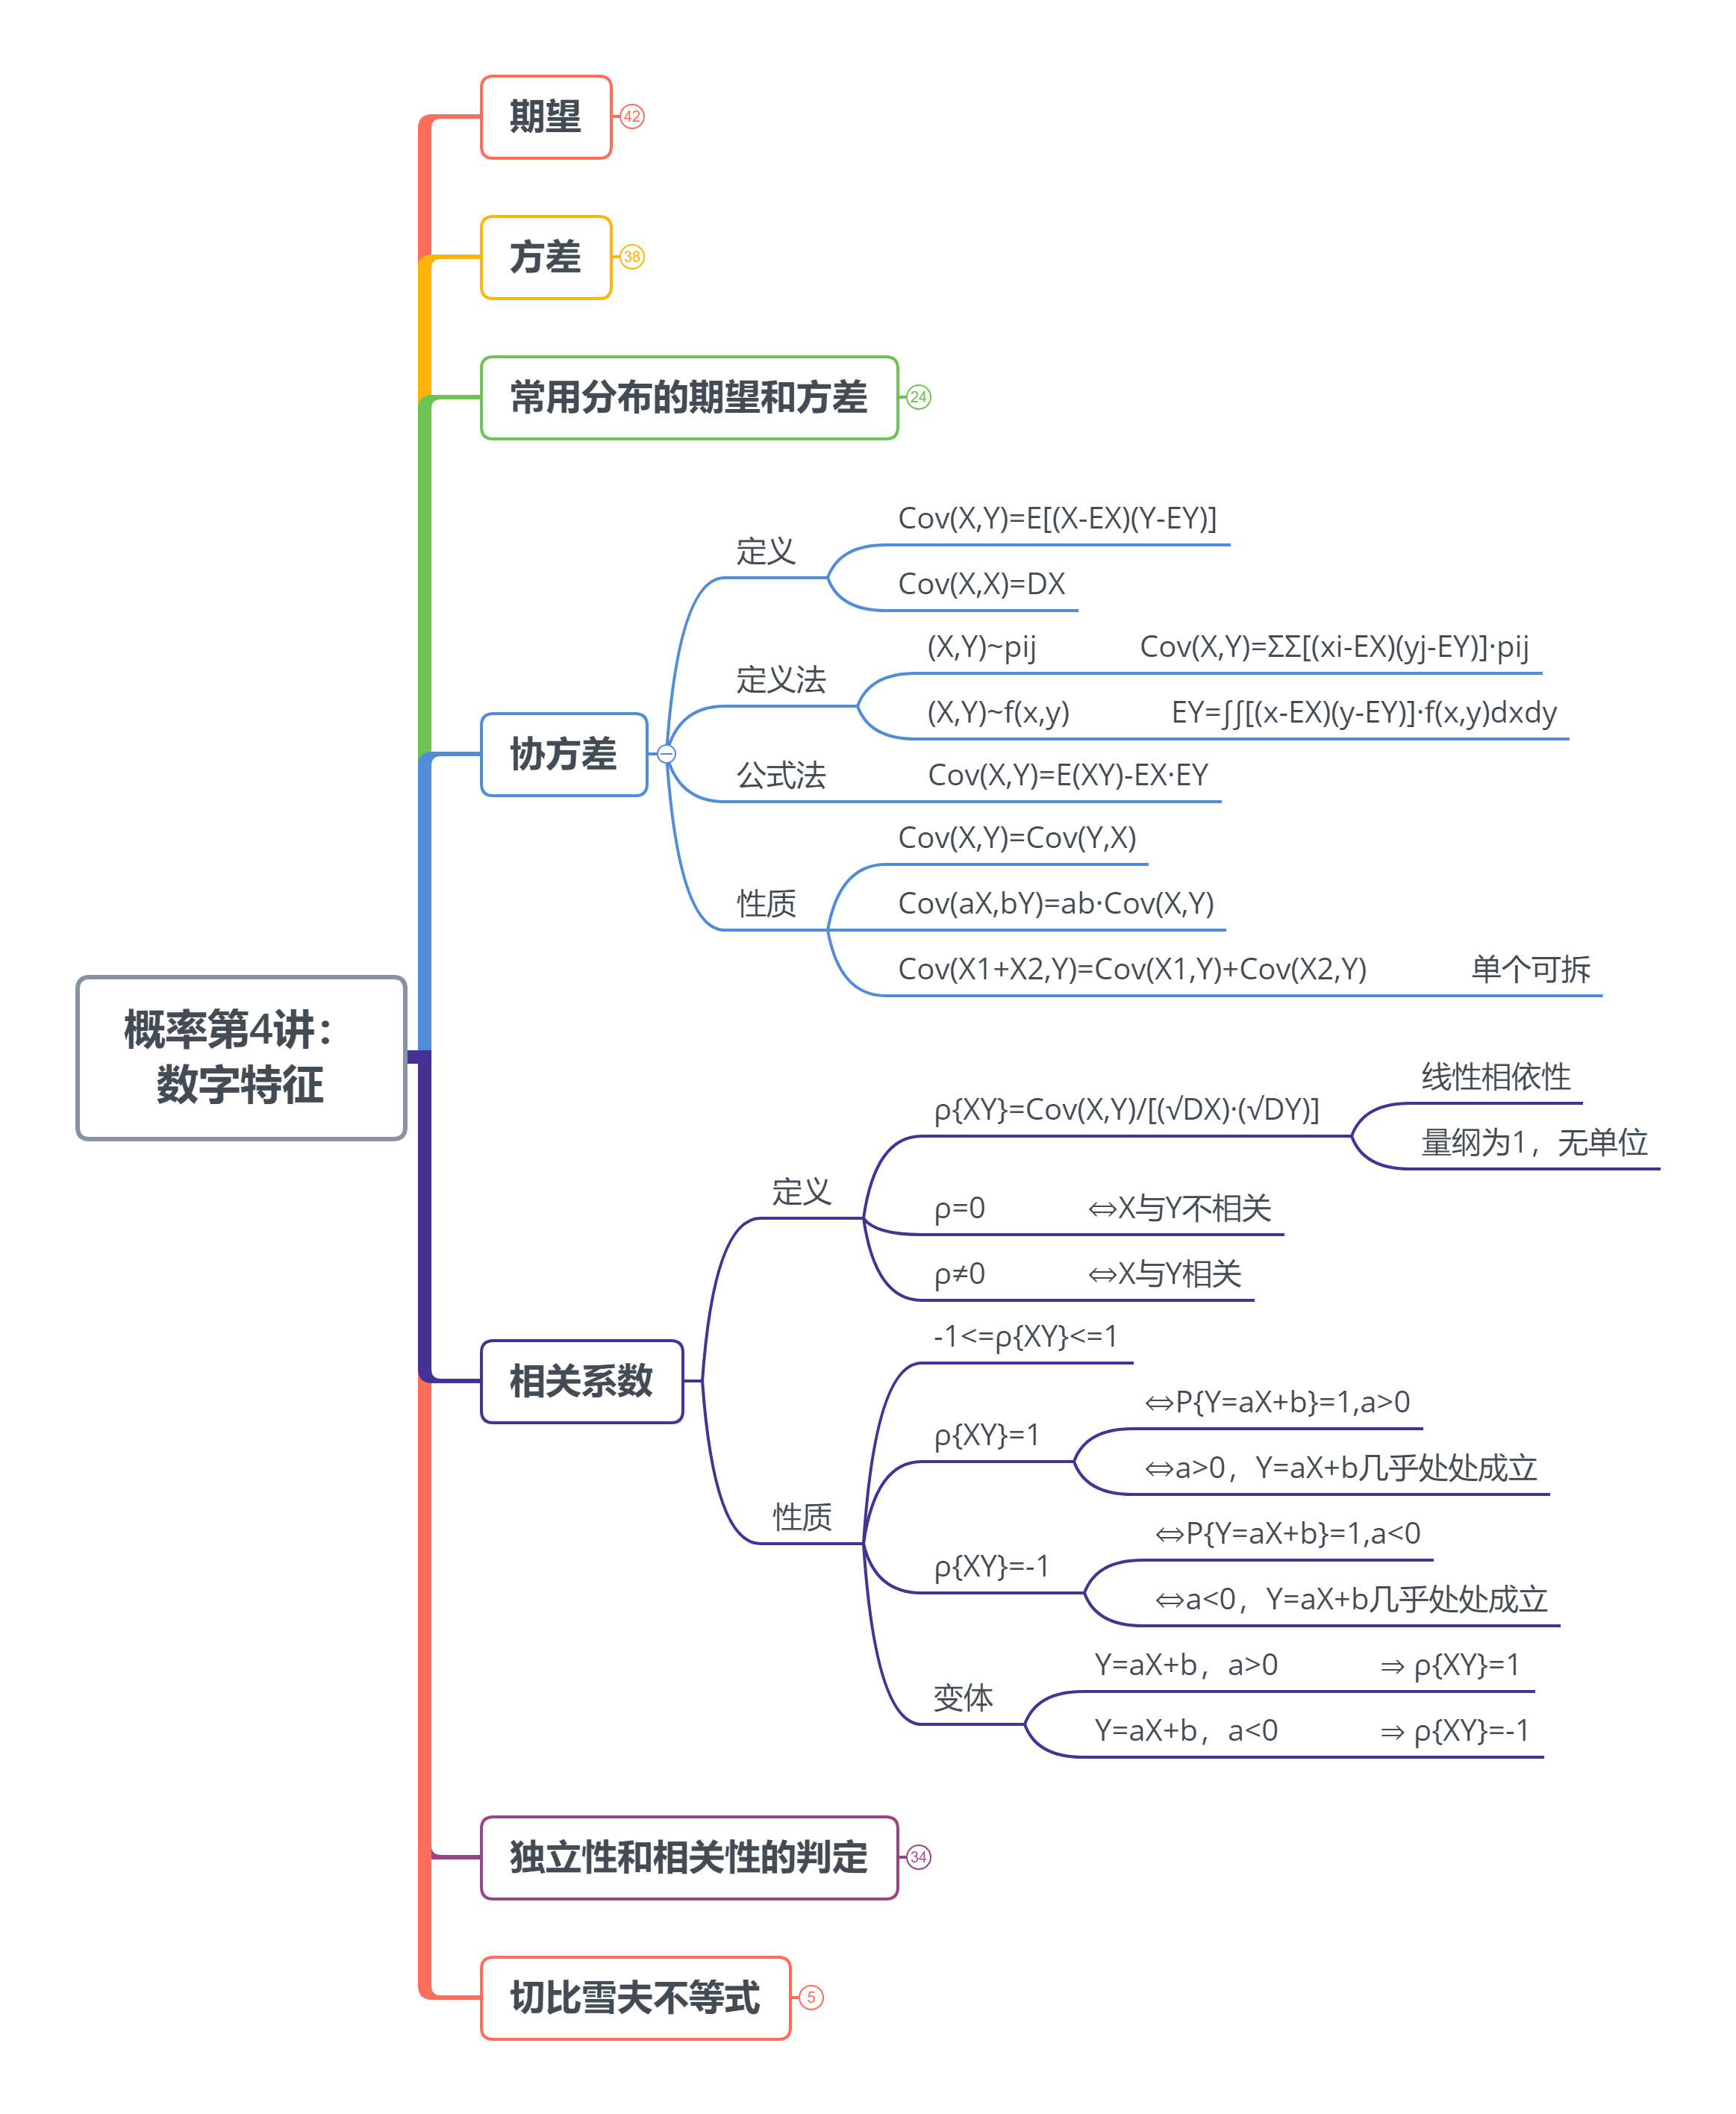 期望 42
方差 38
常用分布的期望和方差 24
概率第4讲：
数字特征
协方差
定义
Cov(X,Y)=E[(X-EX)(Y-EY)]
Cov(X,X)=DX
定义法
(X,Y)~pij Cov(X,Y)=ΣΣ[(xi-EX)(yj-EY)]·pij
(X,Y)~f(x,y) EY=∫∫[(x-EX)(y-EY)]·f(x,y)dxdy
公式法 Cov(X,Y)=E(XY)-EX·EY
性质
Cov(X,Y)=Cov(Y,X)
Cov(aX,bY)=ab·Cov(X,Y)
Cov(X1+X2,Y)=Cov(X1,Y)+Cov(X2,Y) 单个可拆
相关系数
定义
ρ{XY}=Cov(X,Y)/[(√DX)·(√DY)]
线性相依性
量纲为1，无单位
ρ=0 ⇔X与Y不相关
ρ≠0 ⇔X与Y相关
性质
-1<=ρ{XY}<=1
ρ{XY}=1
⇔P{Y=aX+b}=1,a>0
⇔a>0，Y=aX+b几乎处处成立
ρ{XY}=-1
⇔P{Y=aX+b}=1,a<0
⇔a<0，Y=aX+b几乎处处成立
变体
Y=aX+b，a>0 ⇒ ρ{XY}=1
Y=aX+b，a<0 ⇒ ρ{XY}=-1
独立性和相关性的判定 34
切比雪夫不等式 5